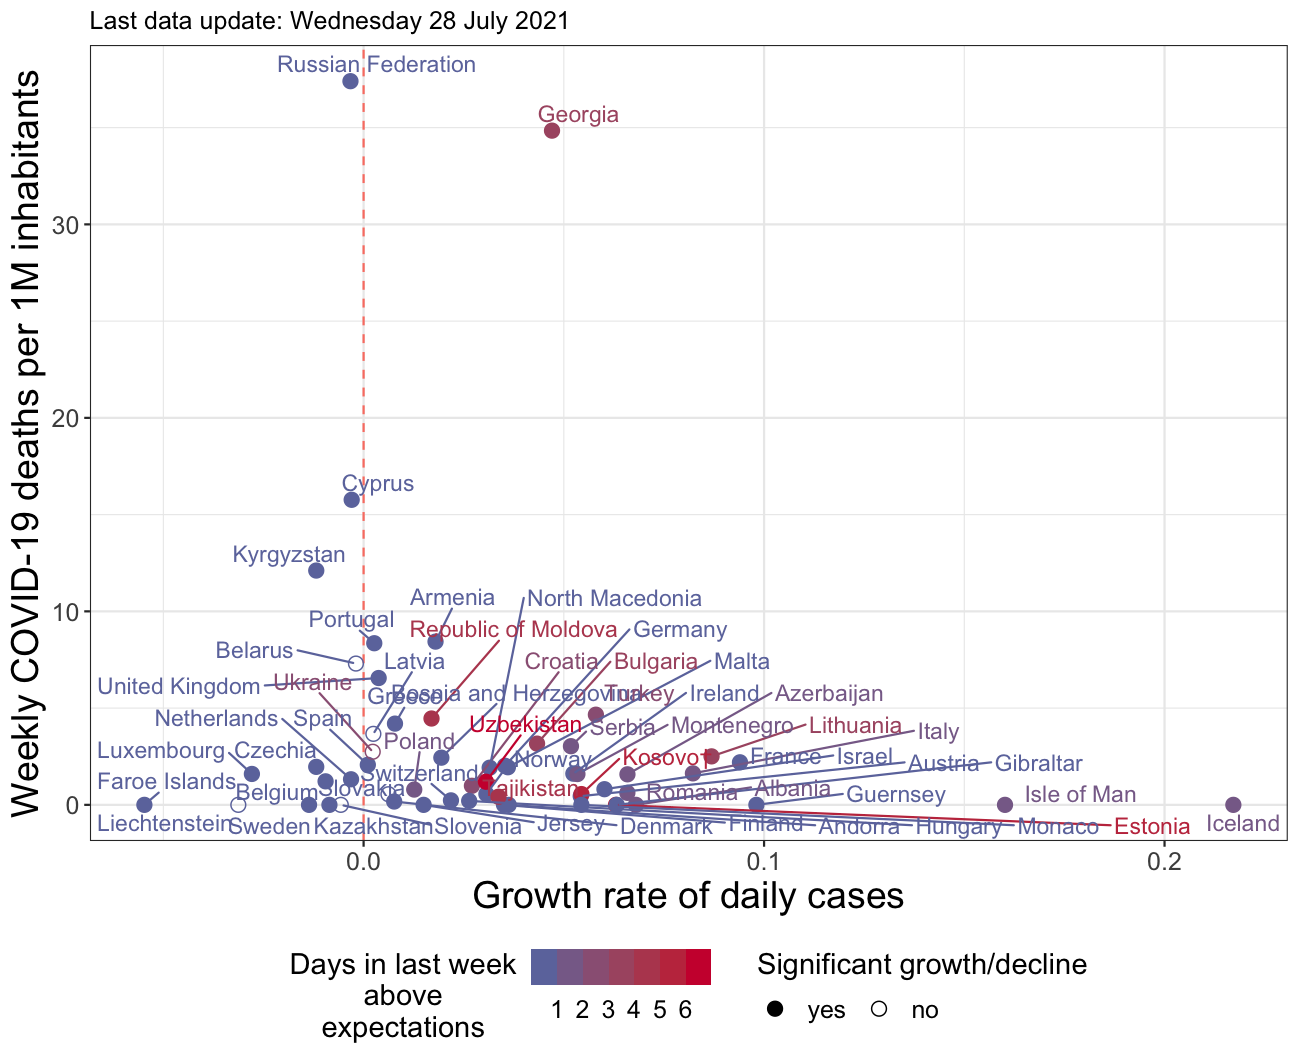 Last data update: Wednesday 28 July 2021
Weekly COVID-19 deaths per 1M inhabitants
30
20
10
0
Russian Federation
Georgia
Cyprus
Kyrgyzstan
Armenia
North Macedonia
Portugal
Republic of Moldova
Germany
Belarus
Latvia
Croatia
Bulgaria
Malta
United Kingdom
Ukraine
Greece
Bosnia and Herzegovina
Turkey
Ireland
Azerbaijan
Netherlands
Spain
Uzbekistan
Serbia
Montenegro
Lithuania
Italy
Luxembourg
Czechia
Poland
Norway
Kosovo†
France
Israel
Austria
Gibraltar
Faroe Islands
Belgium
Slovakia
Switzerland
Tajikistan
Romania
Albania
Guernsey
Isle of Man
Liechtenstein
Sweden
Kazakhstan
Slovenia
Jersey
Denmark
Finland
Andorra
Hungary
Monaco
Estonia
Iceland
0.0
0.1
0.2
Growth rate of daily cases
Days in last week
above
expectations
1 2 3 4 5 6
Significant growth/decline
yes
no